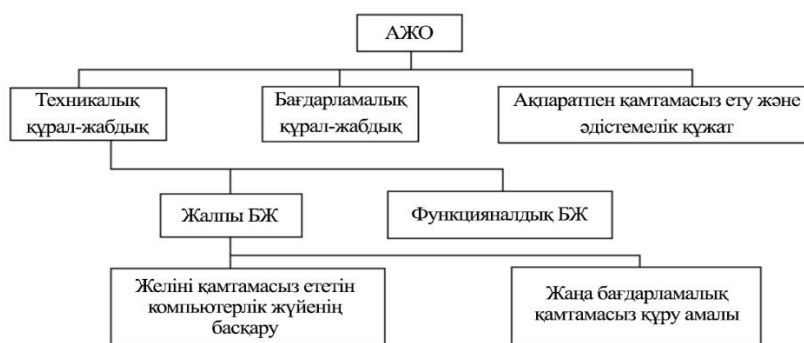 АЖО
Техникалық
құрал-жабдық
Бағдарламалық
құрал-жабдық
Ақпаратпен қамтамасыз ету және
әдістемелік құжат
Жалпы БЖ
Функцияналдық БЖ
Желіні қамтамасыз ететін
компьютерлік жүйенің
басқару
Жаңа бағдарламалық
қамтамасыз құру амалы